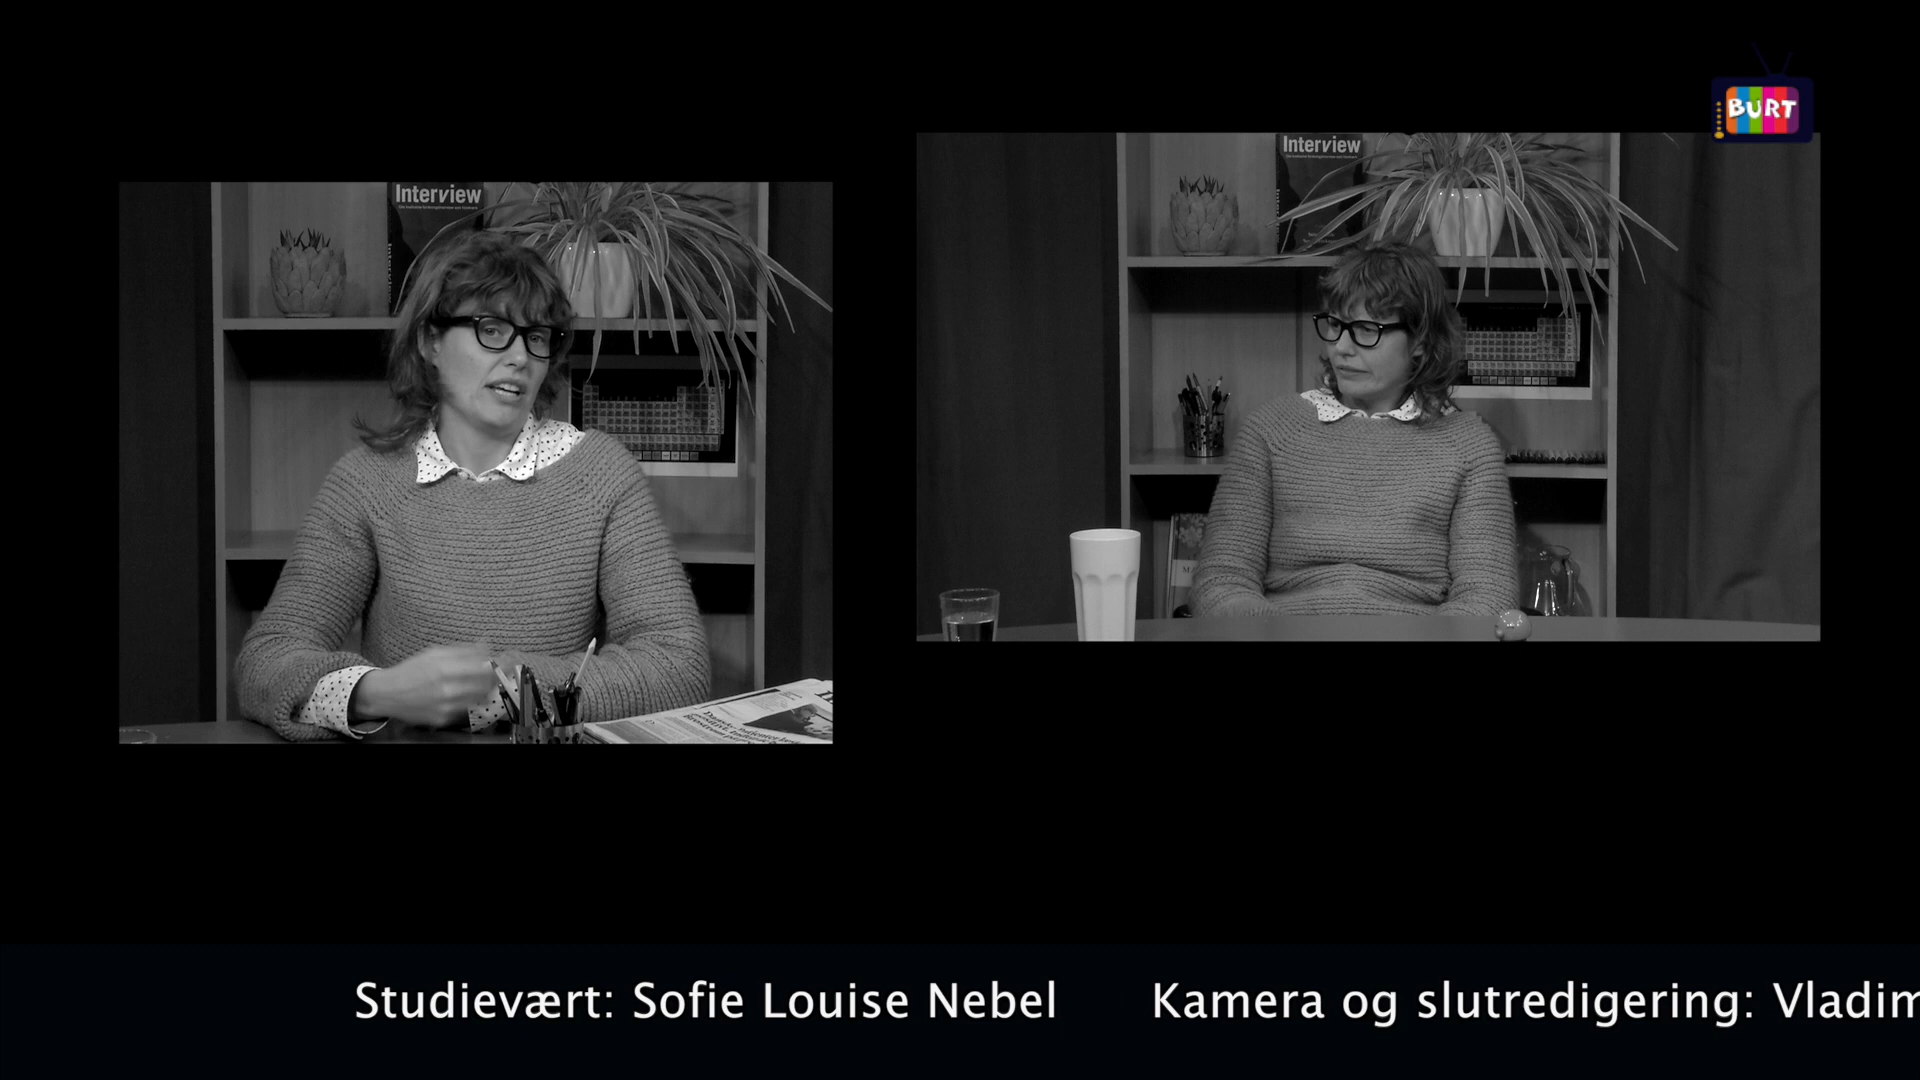 BURT
Interview
Interview
Studievært: Sofie Louise Nebel
Kamera og slutredigering: Vladim